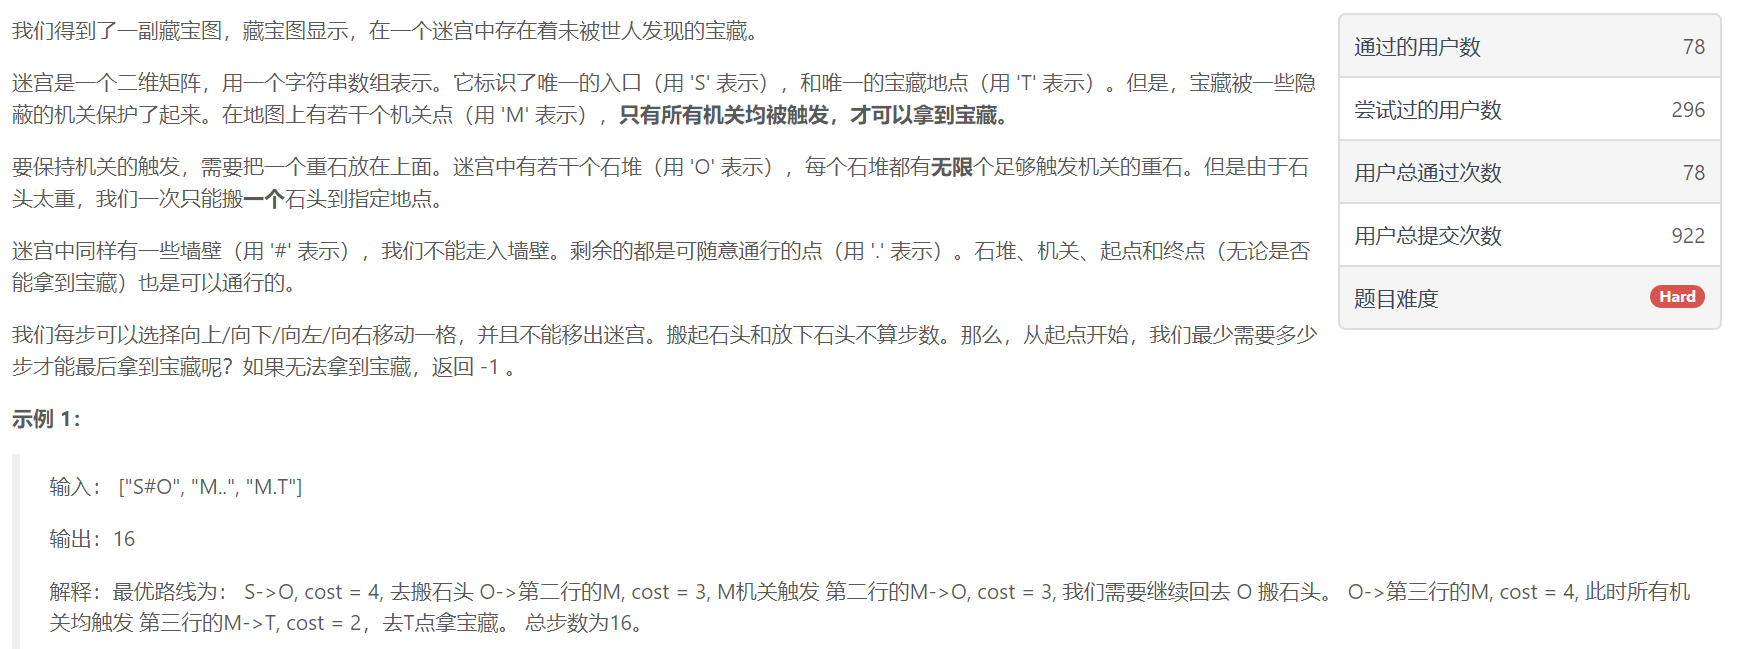 我们得到了一副藏宝图，藏宝图显示，在一个迷宫中存在着未被世人发现的宝藏。
迷宫是一个二维矩阵，用一个字符串数组表示。它标识了唯一的入口（用 'S' 表示），和唯一的宝藏地点（用 'T' 表示）。但是，宝藏被一些隐
蔽的机关保护了起来。在地图上有若干个机关点（用 'M' 表示），只有所有机关均被触发，才可以拿到宝藏。
要保持机关的触发，需要把一个重石放在上面。迷宫中有若干个石堆（用 'O' 表示），每个石堆都有无限个足够触发机关的重石。但是由于石
头太重，我们一次只能搬一个石头到指定地点。
迷宫中同样有一些墙壁（用 '#' 表示），我们不能走入墙壁。剩余的都是可随意通行的点（用 '.' 表示）。石堆、机关、起点和终点（无论是否
能拿到宝藏）也是可以通行的。
我们每步可以选择向上/向下/向左/向右移动一格，并且不能移出迷宫。搬起石头和放下石头不算步数。那么，从起点开始，我们最少需要多少
步才能最后拿到宝藏呢？如果无法拿到宝藏，返回 -1 。
示例 1：
输入： ["S#O", "M..", "M.T"]
输出：16
解释：最优路线为： S->O, cost = 4, 去搬石头 O->第二行的M, cost = 3, M机关触发 第二行的M->O, cost = 3, 我们需要继续回去 O 搬石头。 O->第三行的M, cost = 4, 此时所有机
关均触发 第三行的M->T, cost = 2，去T点拿宝藏。 总步数为16。
通过的用户数 78
尝试过的用户数 296
用户总通过次数 78
用户总提交次数 922
题目难度 Hard